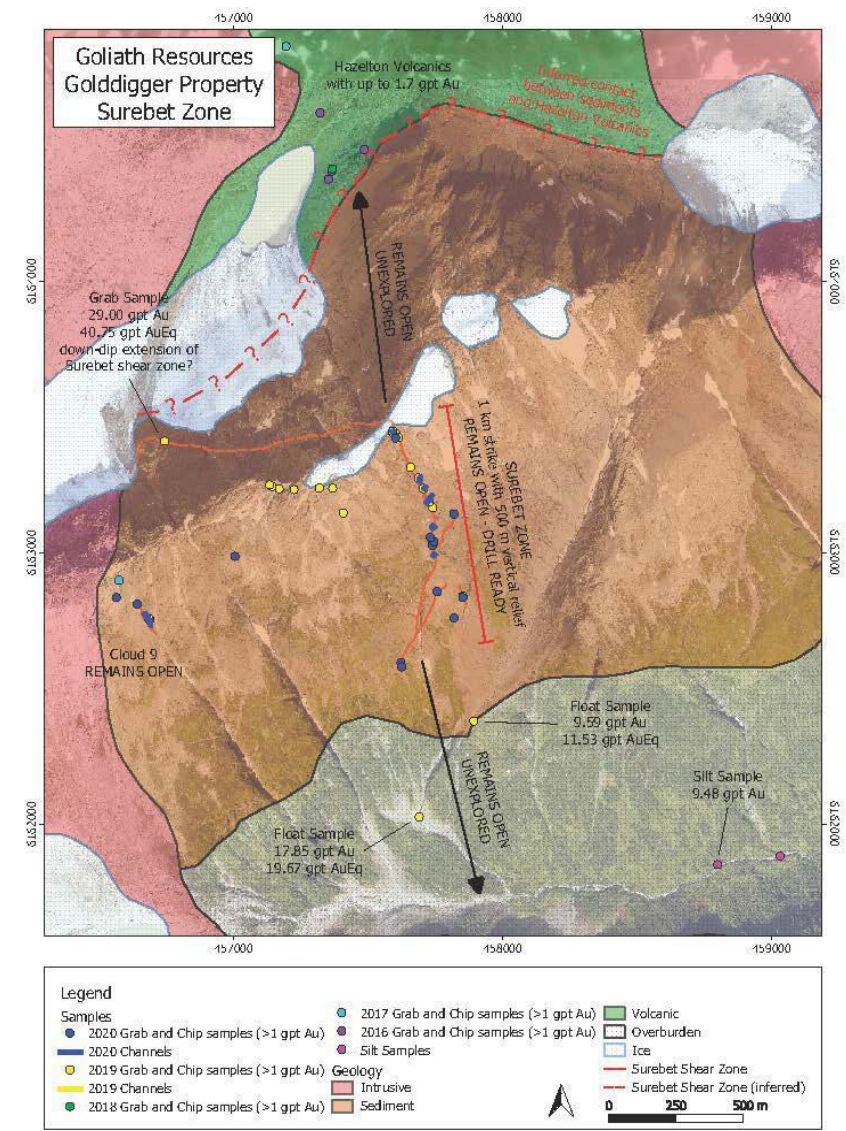 457000
458000
459000
Goliath Resources
Golddigger Property
Surebet Zone
Hazelton Volcanics
with up to 1.7 gpt Au
Inferred contact
between sediments
and Hazelton Volcanics
? ? ? ? ? ? ? ? ? ? ? ?
6154000
6154000
REMAINS OPEN
UNEXPLORED
Grab Sample
29.00 gpt Au
40.75 gpt AuEq
down-dip extension of
Surebet shear zone?
SUREBET ZONE
1 km strike with 500 m vertical relief
REMAINS OPEN - DRILL READY
6153000
6153000
Cloud 9
REMAINS OPEN
Float Sample
9.59 gpt Au
11.53 gpt AuEq
REMAINS OPEN
UNEXPLORED
Silt Sample
9.48 gpt Au
Float Sample
17.85 gpt Au
19.67 gpt AuEq
6152000
6152000
457000
458000
459000
Legend
Samples
2020 Grab and Chip samples (>1 gpt Au)
2020 Channels
2019 Grab and Chip samples (>1 gpt Au)
2019 Channels
2018 Grab and Chip samples (>1 gpt Au)
2017 Grab and Chip samples (>1 gpt Au)
2016 Grab and Chip samples (>1 gpt Au)
Silt Samples
Geology
Intrusive
Sediment
Volcanic
Overburden
Ice
Surebet Shear Zone
Surebet Shear Zone (inferred)
0 250 500 m